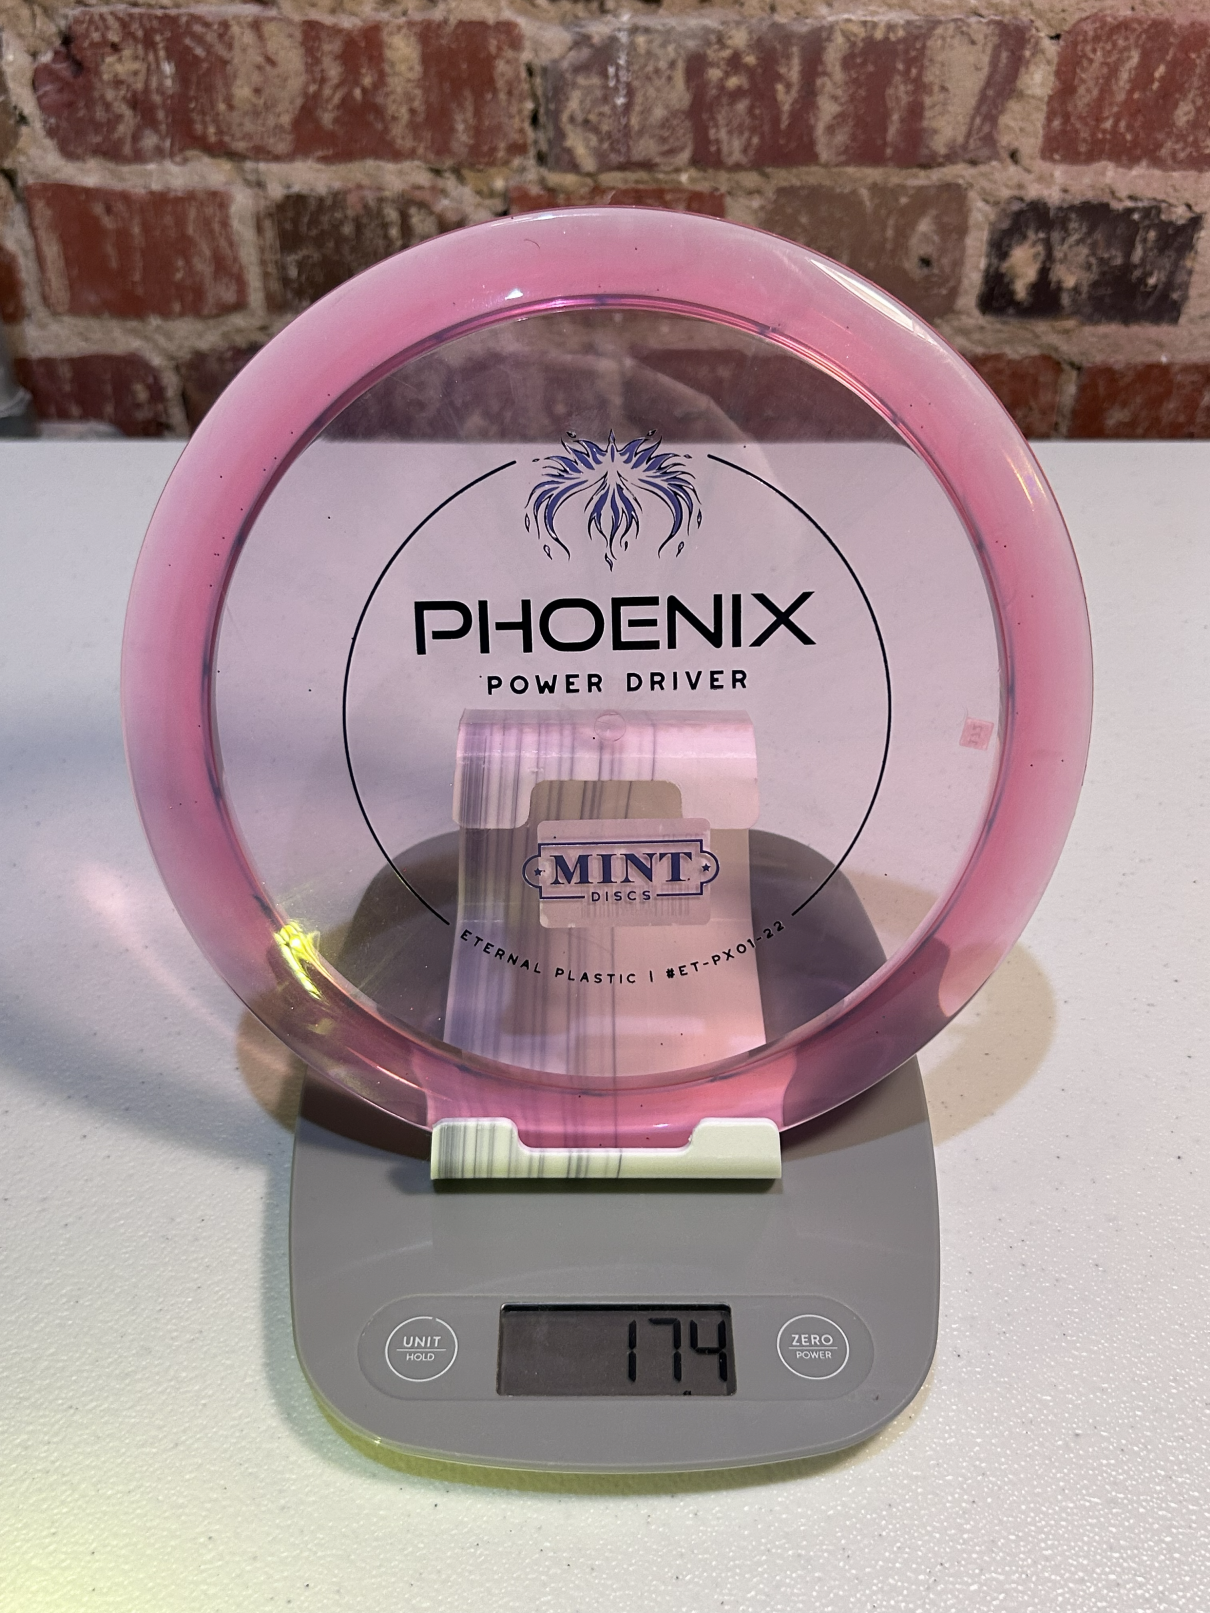 PHOENIX
POWER DRIVER
MINT
DISCS
ETERNAL PLASTIC | #ET-PX01-22
UNIT
HOLD
174
ZERO
POWER